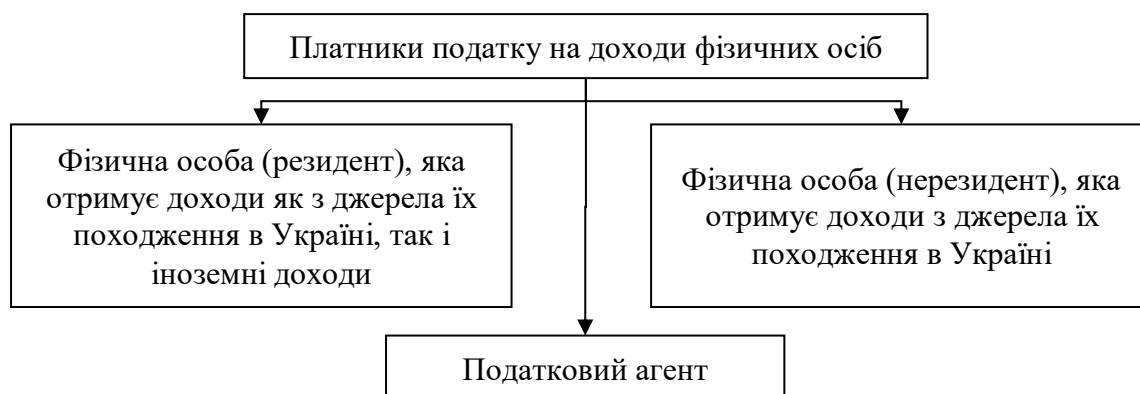 Платники податку на доходи фізичних осіб
Фізична особа (резидент), яка
отримує доходи як з джерела їх
походження в Україні, так і
іноземні доходи
Фізична особа (нерезидент), яка
отримує доходи з джерела їх
походження в Україні
Податковий агент